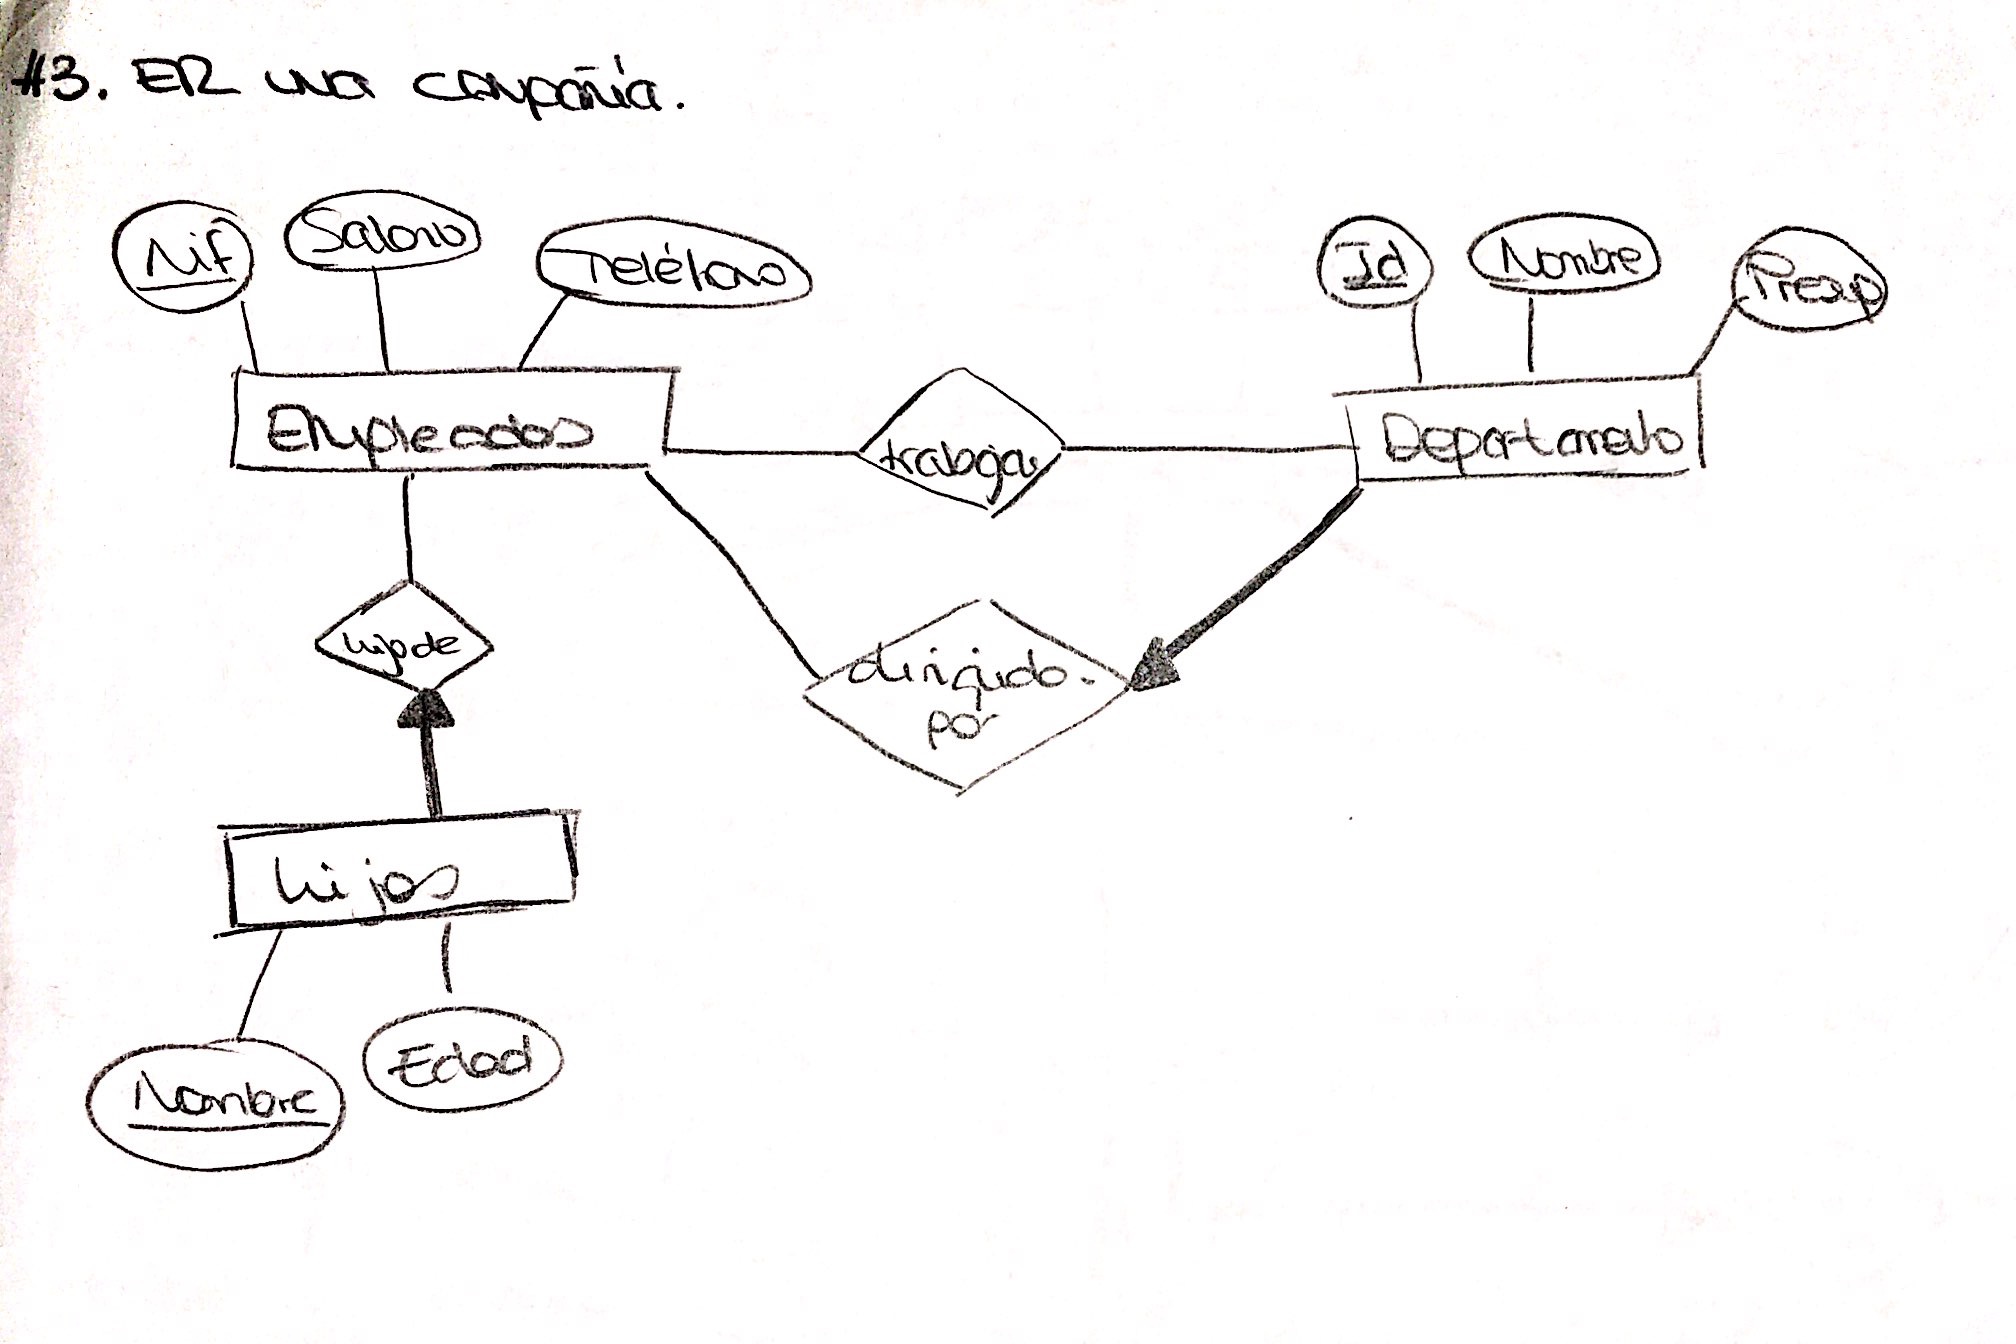 #3. ER una compañía.
Nif Salario Teléfono
Id Nombre Presup
Empleados
trabaja
Departamento
hijo de
dirigido
por
hijos
Nombre Edad